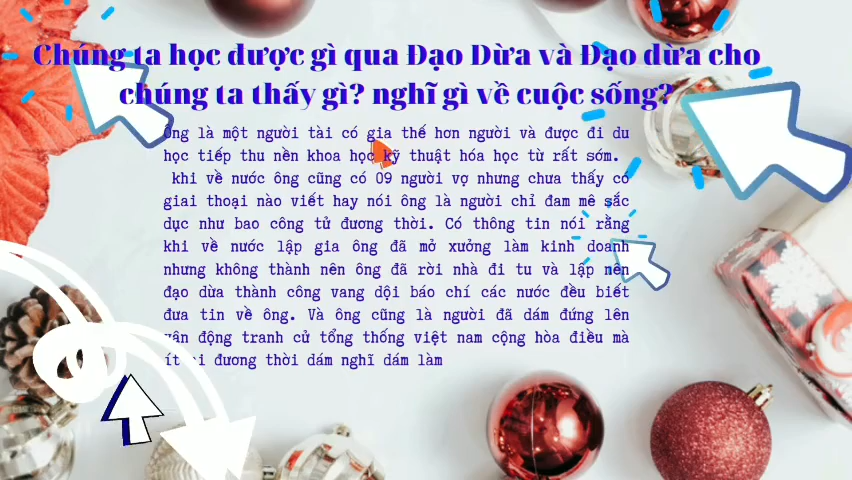 Chúng ta học được gì qua Đạo Dừa và Đạo dừa cho
chúng ta thấy gì? nghĩ gì về cuộc sống?
Ông là một người tài có gia thế hơn người và được đi du
học tiếp thu nền khoa học kỹ thuật hóa học từ rất sớm.
khi về nước ông cũng có 09 người vợ nhưng chưa thấy có
giai thoại nào viết hay nói ông là người chỉ đam mê sắc
dục như bao công tử đương thời. Có thông tin nói rằng
khi về nước lập gia ông đã mở xưởng làm kinh doanh
nhưng không thành nên ông đã rời nhà đi tu và lập nên
đạo dừa thành công vang dội báo chí các nước đều biết
đưa tin về ông. Và ông cũng là người đã dám đứng lên
vận động tranh cử tổng thống việt nam cộng hòa điều mà
ít ai đương thời dám nghĩ dám làm